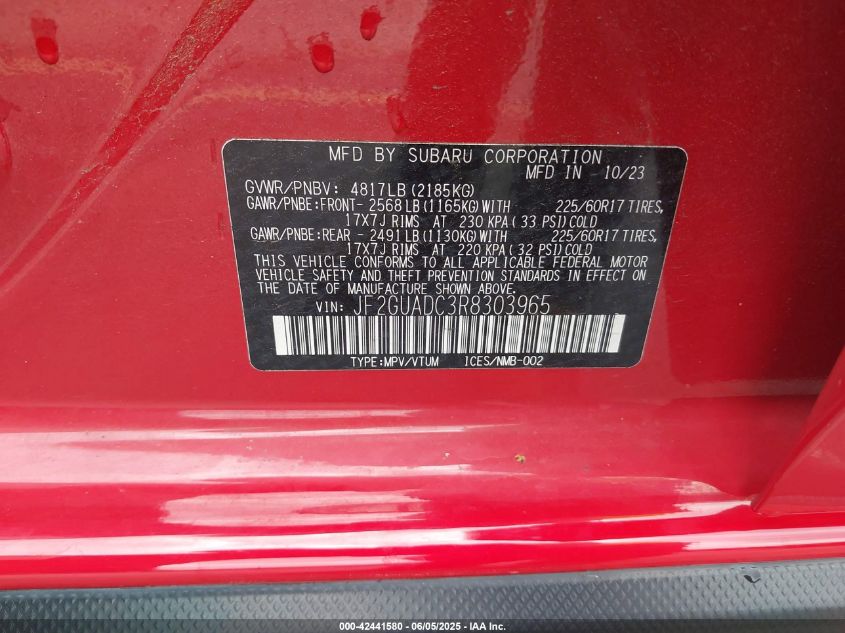 MFD BY SUBARU CORPORATION
MFD IN 10/23
GVWR/PNBV: 4817LB (2185KG)
GAWR/PNBE:FRONT- 2568 LB (1165KG) WITH 225/60R17 TIRES,
17X7J RIMS AT 230 KPA ( 33 PSI) COLD
GAWR/PNBE:REAR - 2491 LB (1130KG) WITH 225/60R17 TIRES,
17X7J RIMS AT 220 KPA ( 32 PSI) COLD
THIS VEHICLE CONFORMS TO ALL APPLICABLE FEDERAL MOTOR
VEHICLE SAFETY AND THEFT PREVENTION STANDARDS IN EFFECT ON
THE DATE OF MANUFACTURE SHOWN ABOVE.
VIN: JF2GUADC3R8303965
TYPE:MPV/VTUM ICES/NMB-002
000-42441580 - 06/05/2025 - IAA Inc.